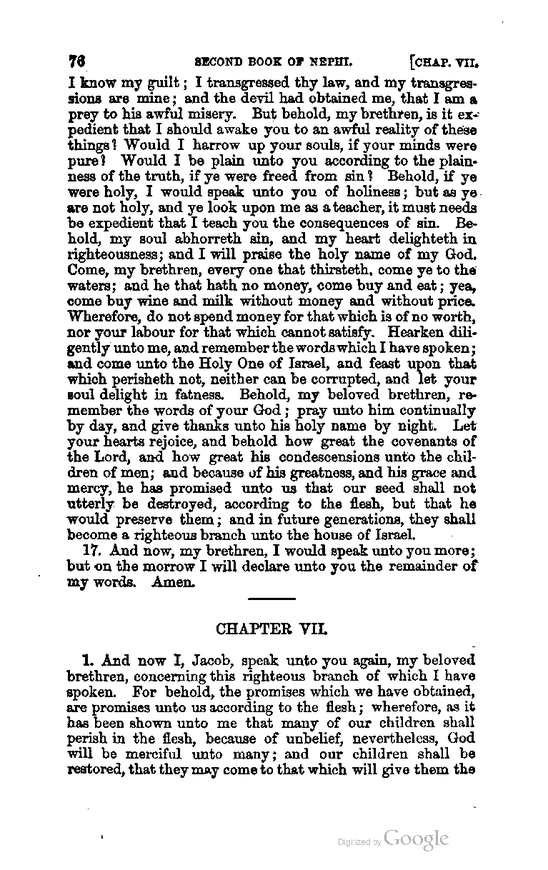 76 SECOND BOOK OF NEPHI. [CHAP. VII.
I know my guilt; I transgressed thy law, and my transgres-
sions are mine; and the devil had obtained me, that I am a
prey to his awful misery. But behold, my brethren, is it ex-
pedient that I should awake you to an awful reality of these
things? Would I harrow up your souls, if your minds were
pure? Would I be plain unto you according to the plain-
ness of the truth, if ye were freed from sin? Behold, if ye
were holy, I would speak unto you of holiness; but as ye
are not holy, and ye look upon me as a teacher, it must needs
be expedient that I teach you the consequences of sin. Be-
hold, my soul abhorreth sin, and my heart delighteth in
righteousness; and I will praise the holy name of my God.
Come, my brethren, every one that thirsteth, come ye to the
waters; and he that hath no money, come buy and eat; yea,
come buy wine and milk without money and without price.
Wherefore, do not spend money for that which is of no worth,
nor your labour for that which cannot satisfy. Hearken dili-
gently unto me, and remember the words which I have spoken;
and come unto the Holy One of Israel, and feast upon that
which perisheth not, neither can be corrupted, and let your
soul delight in fatness. Behold, my beloved brethren, re-
member the words of your God; pray unto him continually
by day, and give thanks unto his holy name by night. Let
your hearts rejoice, and behold how great the covenants of
the Lord, and how great his condescensions unto the chil-
dren of men; and because of his greatness, and his grace and
mercy, he has promised unto us that our seed shall not
utterly be destroyed, according to the flesh, but that he
would preserve them; and in future generations, they shall
become a righteous branch unto the house of Israel.
17. And now, my brethren, I would speak unto you more;
but on the morrow I will declare unto you the remainder of
my words. Amen.
CHAPTER VII.
1. And now I, Jacob, speak unto you again, my beloved
brethren, concerning this righteous branch of which I have
spoken. For behold, the promises which we have obtained,
are promises unto us according to the flesh; wherefore, as it
has been shown unto me that many of our children shall
perish in the flesh, because of unbelief, nevertheless, God
will be merciful unto many; and our children shall be
restored, that they may come to that which will give them the
Digitized by Google